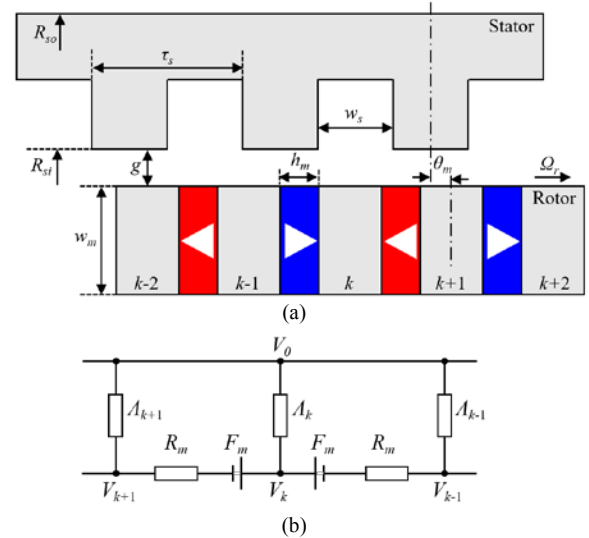 R_so
Stator
τ_s
w_s
R_si
g
h_m
θ_m
Ω_r
Rotor
w_m
k-2
k-1
k
k+1
k+2
(a)
V_0
Λ_k+1
Λ_k
Λ_k-1
R_m
F_m
F_m
R_m
V_k+1
V_k
V_k-1
(b)